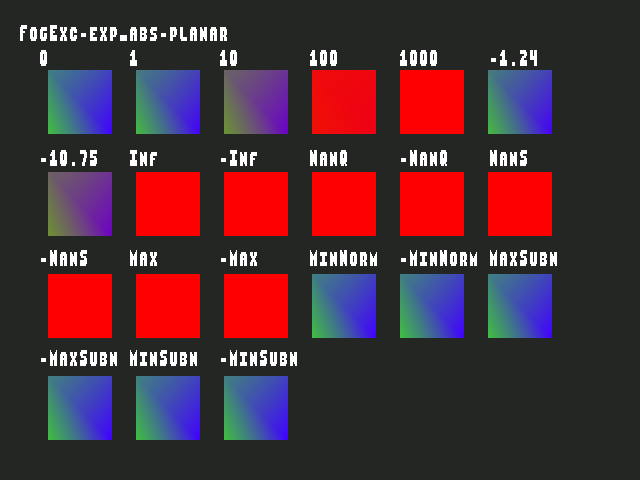 FogExc-exp_abs-planar
0 1 10 100 1000 -1.24
-10.75 Inf -Inf NanQ -NanQ NanS
-NanS Max -Max MinNorm -MinNorm MaxSubN
-MaxSubN MinSubN -MinSubN